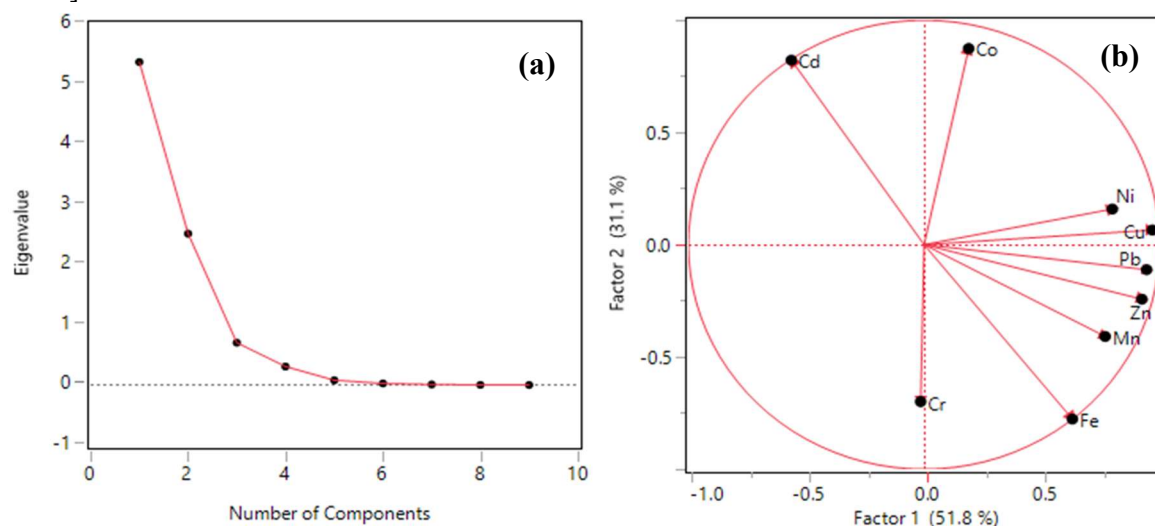 (a)
6
5
4
3
2
1
0
-1
Eigenvalue
0 2 4 6 8 10
Number of Components
(b)
Cd
Co
Ni
Cu
Pb
Zn
Mn
Cr
Fe
0.5
0.0
-0.5
Factor 2 (31.1 %)
-1.0 -0.5 0.0 0.5
Factor 1 (51.8 %)